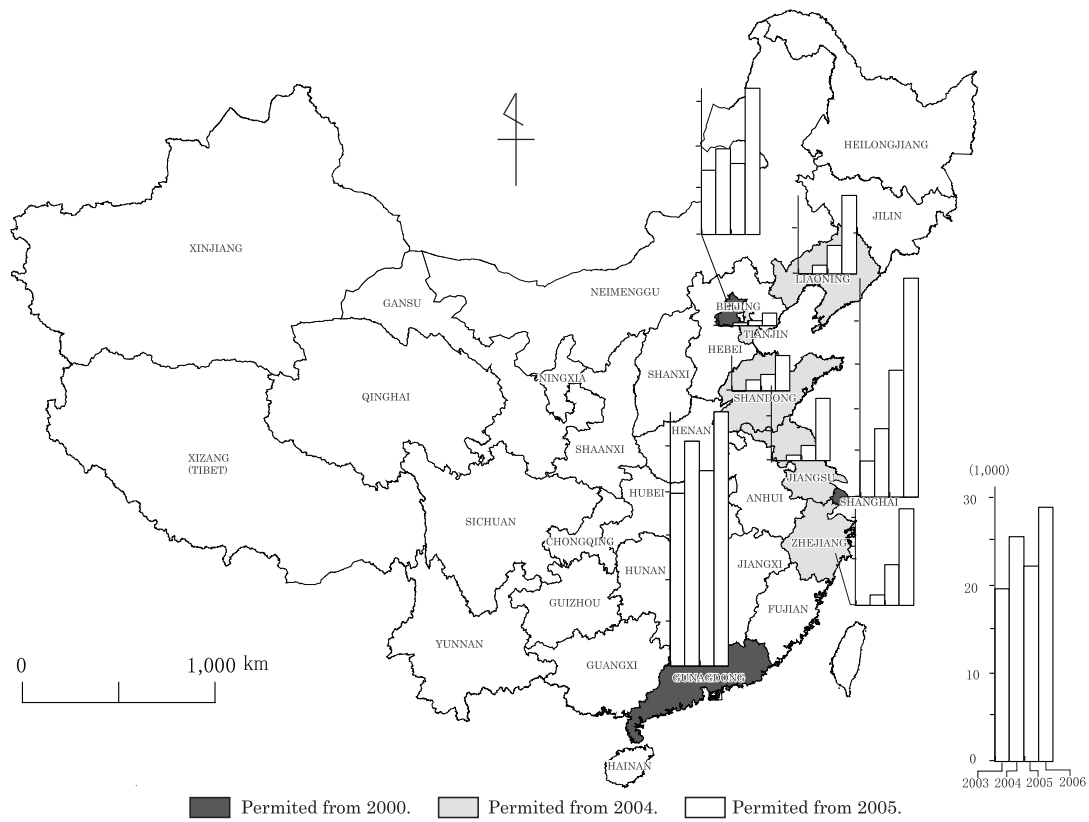 HEILONGJIANG
JILIN
XINJIANG
LIAONING
NEIMENGGU
GANSU
BEIJING
TIANJIN
HEBEI
SHANXI
NINGXIA
QINGHAI
SHANDONG
HENAN
SHAANXI
XIZANG
(TIBET)
JIANGSU
HUBEI
ANHUI
SHANGHAI
SICHUAN
CHONGQING
ZHEJIANG
HUNAN
JIANGXI
GUIZHOU
FUJIAN
YUNNAN
GUANGXI
GUNAGDONG
HAINAN
0 1,000 km
(1,000)
30
20
10
0
2003 2004 2005 2006
Permited from 2000. Permited from 2004. Permited from 2005.